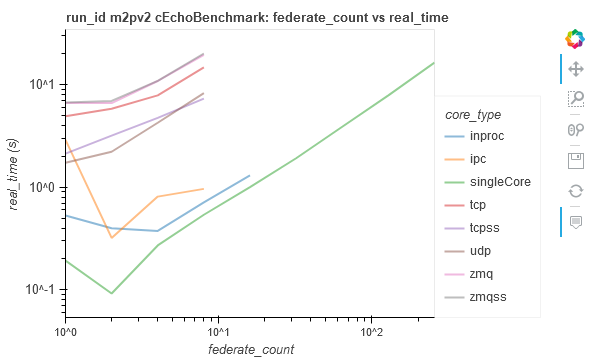 run_id m2pv2 cEchoBenchmark: federate_count vs real_time
10^1
10^0
10^-1
real_time (s)
10^0
10^1
10^2
federate_count
core_type
inproc
ipc
singleCore
tcp
tcpss
udp
zmq
zmqss